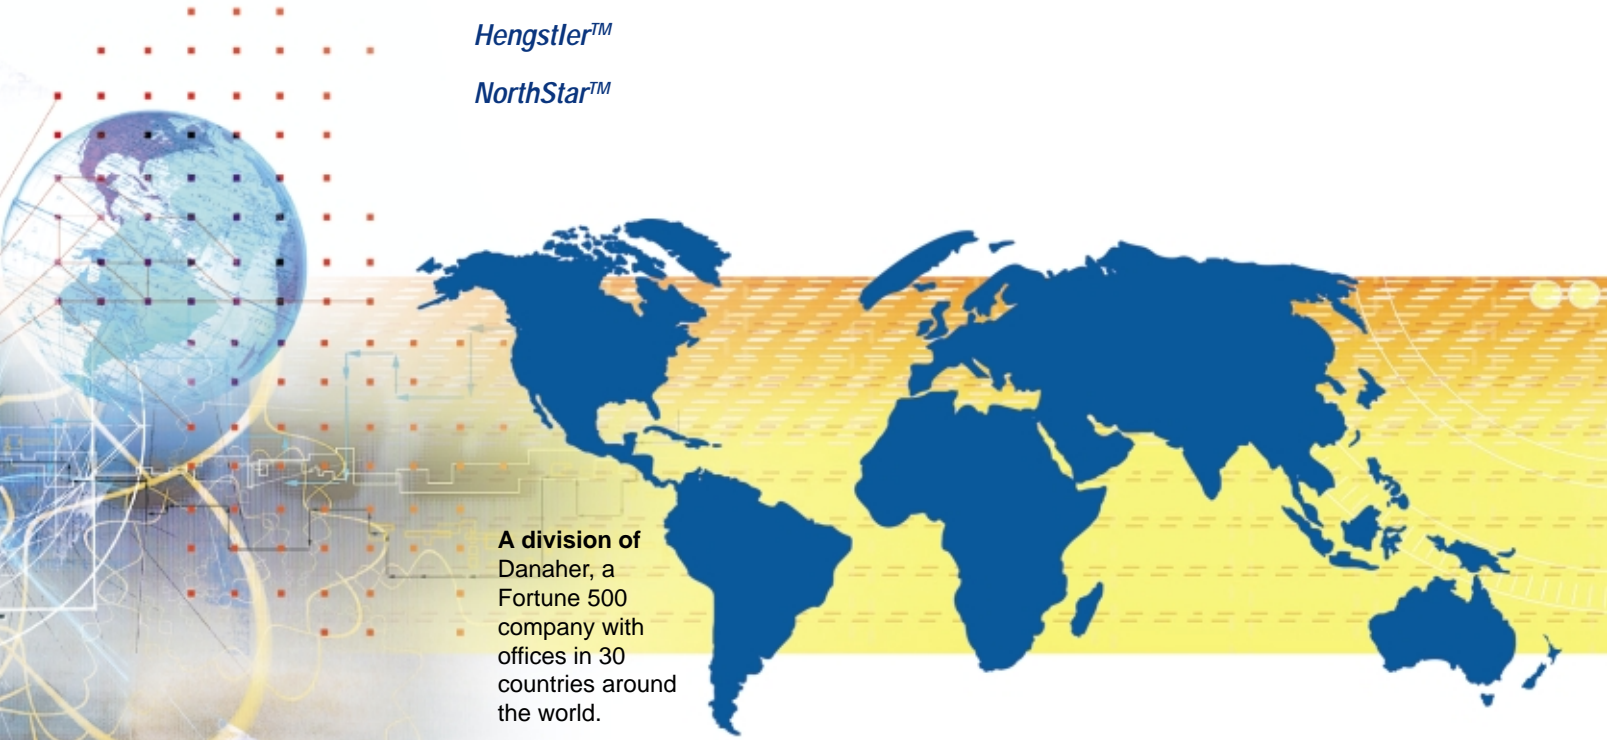 Hengstler™
NorthStar™
A division of
Danaher, a
Fortune 500
company with
offices in 30
countries around
the world.